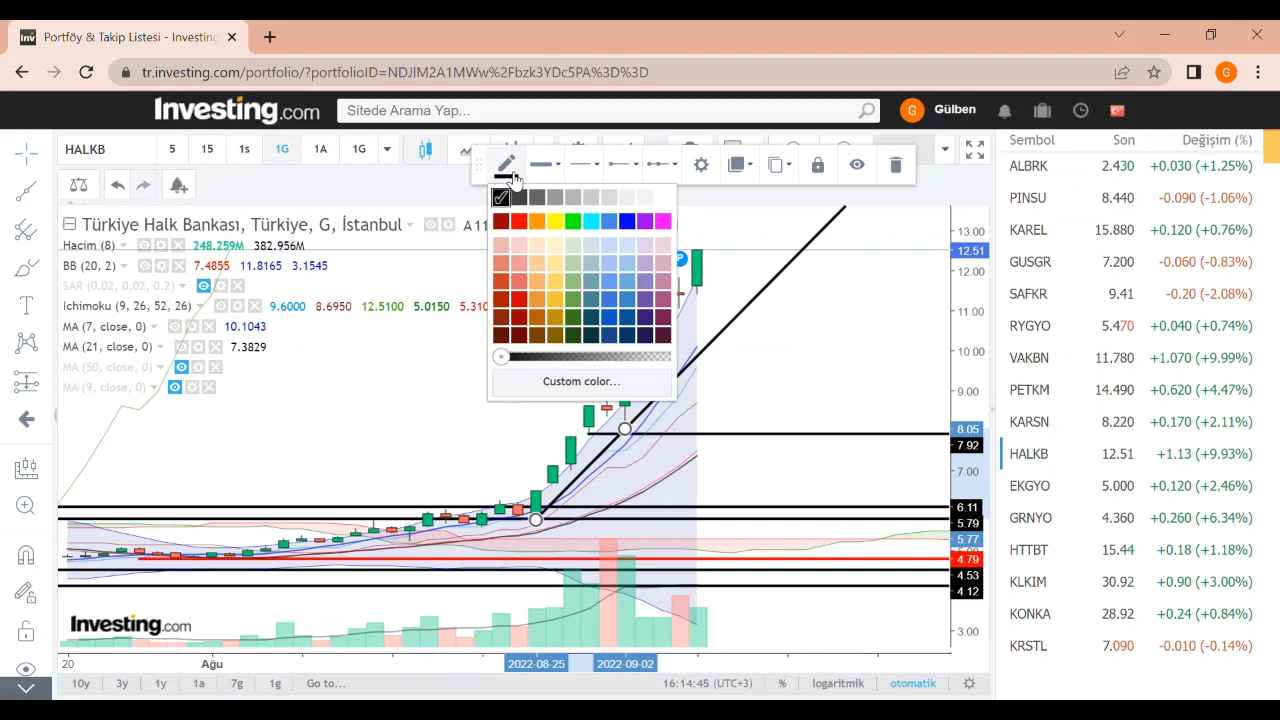 Portföy & Takip Listesi - Investing
tr.investing.com/portfolio/?portfolioID=NDJlM2A1MWw%2Fbzk3YDc5PA%3D%3D
G
Investing.com
Sitede Arama Yap...
G Gülben
HALKB 5 15 1s 1G 1A 1G
Türkiye Halk Bankası, Türkiye, G, İstanbul A11
Hacim (8) 248.259M 382.956M
BB (20, 2) 7.4855 11.8165 3.1545
SAR (0.02, 0.02, 0.2)
Ichimoku (9, 26, 52, 26) 9.6000 8.6950 12.5100 5.0150 5.310
MA (7, close, 0) 10.1043
MA (21, close, 0) 7.3829
MA (50, close, 0)
MA (9, close, 0)
Custom color...
P
13.00
12.51
12.00
11.00
10.00
9.00
8.05
7.92
7.00
6.11
5.79
5.77
4.79
4.53
4.12
3.00
Investing.com
20 Ağu 2022-08-25 2022-09-02
10y 3y 1y 1a 7g 1g Go to... 16:14:45 (UTC+3) % logaritmik otomatik
Sembol Son Değişim (%)
ALBRK 2.430 +0.030 (+1.25%)
PINSU 8.440 -0.090 (-1.06%)
KAREL 15.880 +0.120 (+0.76%)
GUSGR 7.200 -0.060 (-0.83%)
SAFKR 9.41 -0.20 (-2.08%)
RYGYO 5.470 +0.040 (+0.74%)
VAKBN 11.780 +1.070 (+9.99%)
PETKM 14.490 +0.620 (+4.47%)
KARSN 8.220 +0.170 (+2.11%)
HALKB 12.51 +1.13 (+9.93%)
EKGYO 5.000 +0.120 (+2.46%)
GRNYO 4.360 +0.260 (+6.34%)
HTTBT 15.44 +0.18 (+1.18%)
KLKIM 30.92 +0.90 (+3.00%)
KONKA 28.92 +0.24 (+0.84%)
KRSTL 7.090 -0.010 (-0.14%)